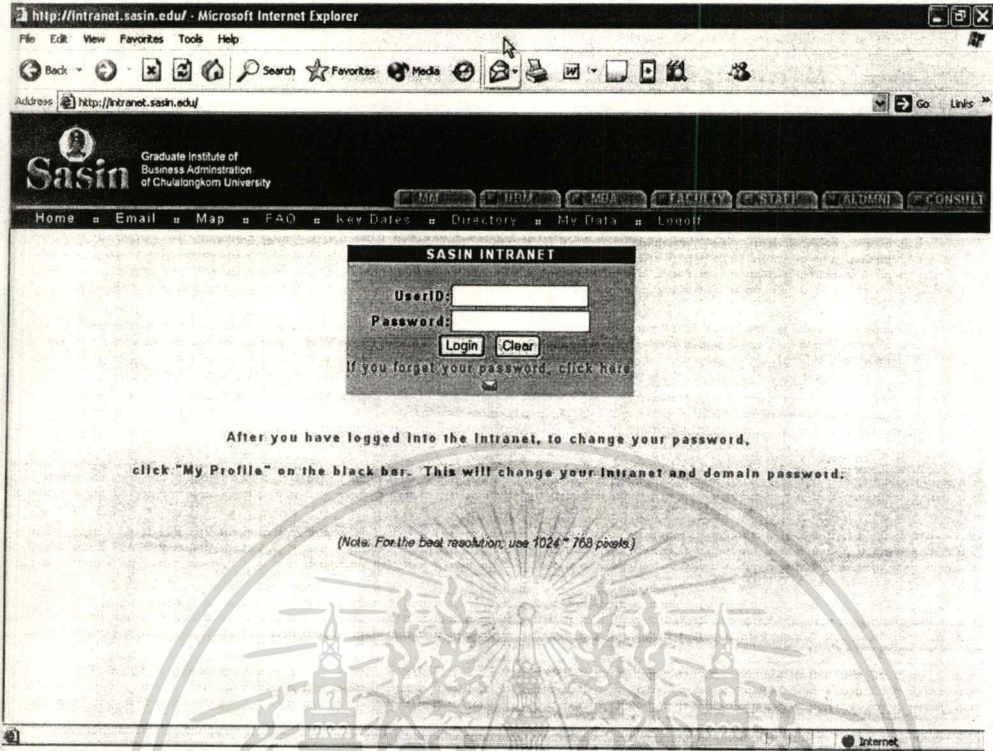 http://intranet.sasin.edu/ - Microsoft Internet Explorer
File Edit View Favorites Tools Help
Back Search Favorites Media
Address http://intranet.sasin.edu/ Go Links »
Sasin
Graduate Institute of
Business Adminstration
of Chulalongkorn University
MM HRM MBA FACULTY STAFF ALUMNI CONSULT
Home Email Map FAQ Key Dates Directory My Data Logoff
SASIN INTRANET
UserID:
Password:
Login Clear
If you forget your password, click here
After you have logged into the Intranet, to change your password,
click "My Profile" on the black bar. This will change your Intranet and domain password.
(Note: For the best resolution, use 1024 * 768 pixels.)
Internet